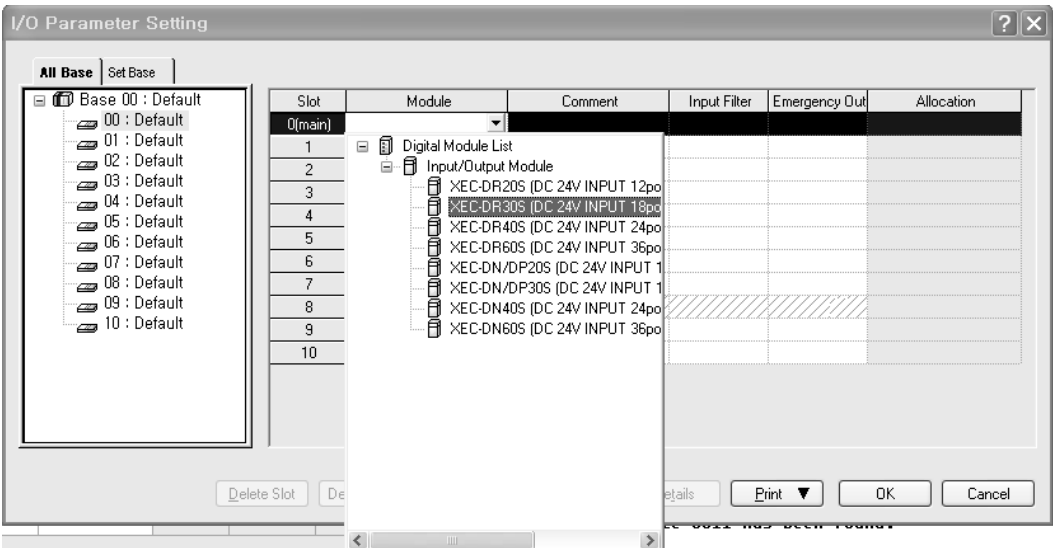 I/O Parameter Setting
All Base Set Base
Base 00 : Default
00 : Default
01 : Default
02 : Default
03 : Default
04 : Default
05 : Default
06 : Default
07 : Default
08 : Default
09 : Default
10 : Default
Slot Module Comment Input Filter Emergency Out Allocation
0(main)
1
2
3
4
5
6
7
8
9
10
Digital Module List
Input/Output Module
XEC-DR20S (DC 24V INPUT 12po
XEC-DR30S (DC 24V INPUT 18po
XEC-DR40S (DC 24V INPUT 24po
XEC-DR60S (DC 24V INPUT 36po
XEC-DN/DP20S (DC 24V INPUT 1
XEC-DN/DP30S (DC 24V INPUT 1
XEC-DN40S (DC 24V INPUT 24po
XEC-DN60S (DC 24V INPUT 36po
Delete Slot De etails Print ▼ OK Cancel
has been found.